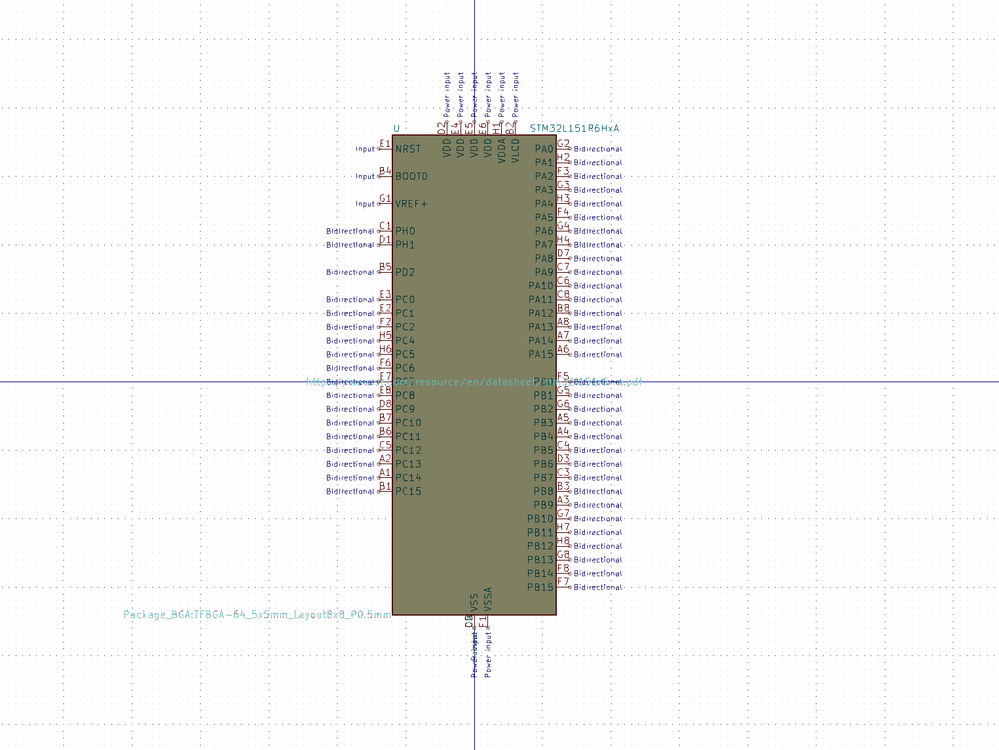 Power input Power input Power input Power input Power input Power input
U STM32L151R6HxA
D2 E4 E5 E6 H1 B2
VDD VDD VDD VDD VDDA VLCD
Input E1 NRST PA0 G2 Bidirectional
PA1 H2 Bidirectional
Input B4 BOOT0 PA2 F3 Bidirectional
PA3 G3 Bidirectional
Input G1 VREF+ PA4 H3 Bidirectional
PA5 F4 Bidirectional
Bidirectional C1 PH0 PA6 G4 Bidirectional
Bidirectional D1 PH1 PA7 H4 Bidirectional
PA8 D7 Bidirectional
Bidirectional B5 PD2 PA9 C7 Bidirectional
PA10 C6 Bidirectional
Bidirectional E3 PC0 PA11 C8 Bidirectional
Bidirectional E2 PC1 PA12 B8 Bidirectional
Bidirectional F2 PC2 PA13 A8 Bidirectional
Bidirectional H5 PC4 PA14 A7 Bidirectional
Bidirectional H6 PC5 PA15 A6 Bidirectional
Bidirectional F6 PC6
E7 F5
Bidirectional E8 PC8 PB1 G5 Bidirectional
Bidirectional D8 PC9 PB2 G6 Bidirectional
Bidirectional B7 PC10 PB3 A5 Bidirectional
Bidirectional B6 PC11 PB4 A4 Bidirectional
Bidirectional C5 PC12 PB5 C4 Bidirectional
Bidirectional A2 PC13 PB6 D3 Bidirectional
Bidirectional A1 PC14 PB7 C3 Bidirectional
Bidirectional B1 PC15 PB8 B3 Bidirectional
PB9 A3 Bidirectional
PB10 G7 Bidirectional
PB11 H7 Bidirectional
PB12 H8 Bidirectional
PB13 G8 Bidirectional
PB14 F8 Bidirectional
PB15 F7 Bidirectional
VSS VSSA
Package_BGA:TFBGA-64_5x5mm_Layout8x8_P0.5mm
F1
Power input